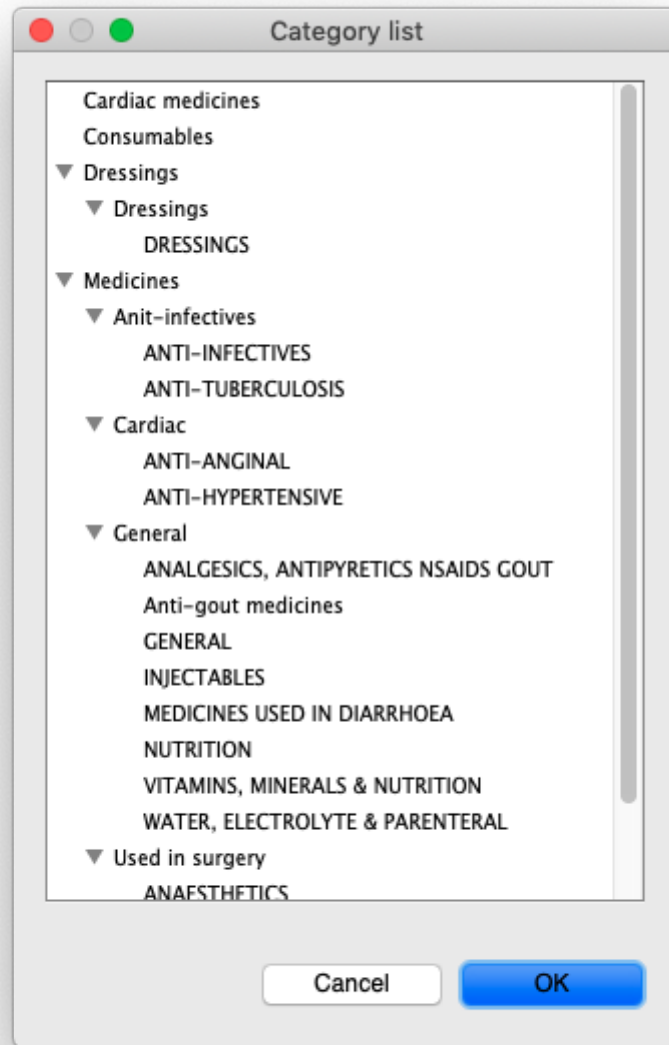 Category list
Cardiac medicines
Consumables
Dressings
Dressings
DRESSINGS
Medicines
Anit-infectives
ANTI-INFECTIVES
ANTI-TUBERCULOSIS
Cardiac
ANTI-ANGINAL
ANTI-HYPERTENSIVE
General
ANALGESICS, ANTIPYRETICS NSAIDS GOUT
Anti-gout medicines
GENERAL
INJECTABLES
MEDICINES USED IN DIARRHOEA
NUTRITION
VITAMINS, MINERALS & NUTRITION
WATER, ELECTROLYTE & PARENTERAL
Used in surgery
ANAESTHETICS
Cancel OK